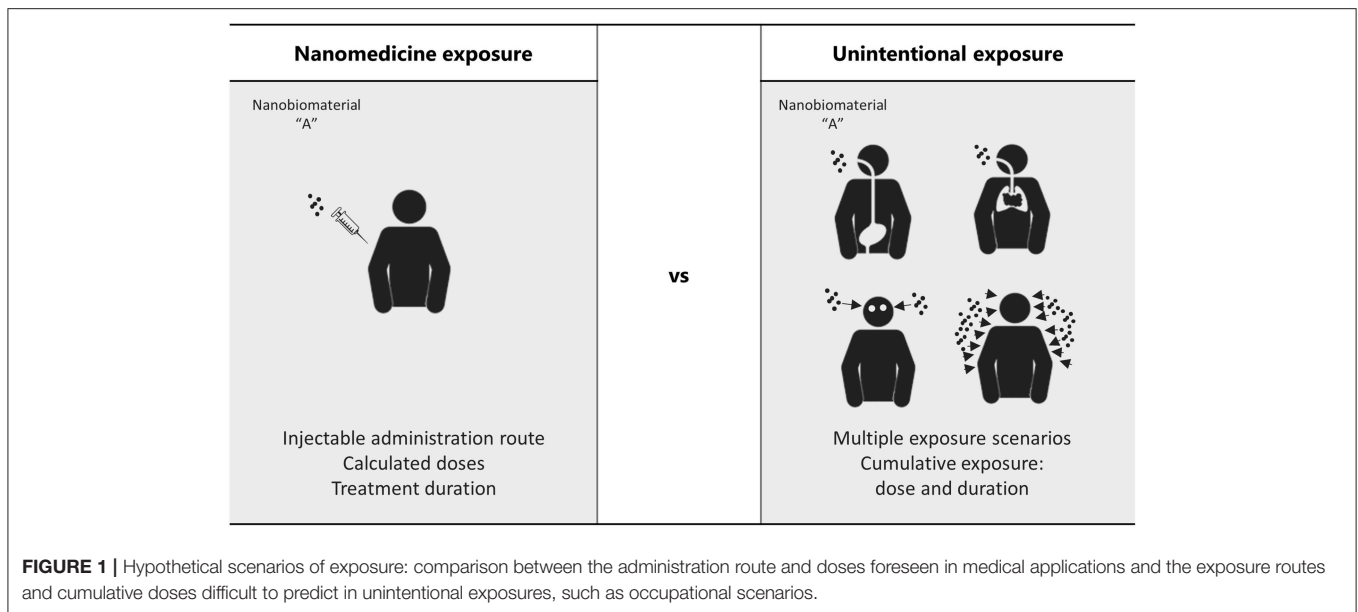 Nanomedicine exposure
Nanobiomaterial
“A”
Injectable administration route
Calculated doses
Treatment duration
vs
Unintentional exposure
Nanobiomaterial
“A”
Multiple exposure scenarios
Cumulative exposure:
dose and duration
FIGURE 1 | Hypothetical scenarios of exposure: comparison between the administration route and doses foreseen in medical applications and the exposure routes
and cumulative doses difficult to predict in unintentional exposures, such as occupational scenarios.